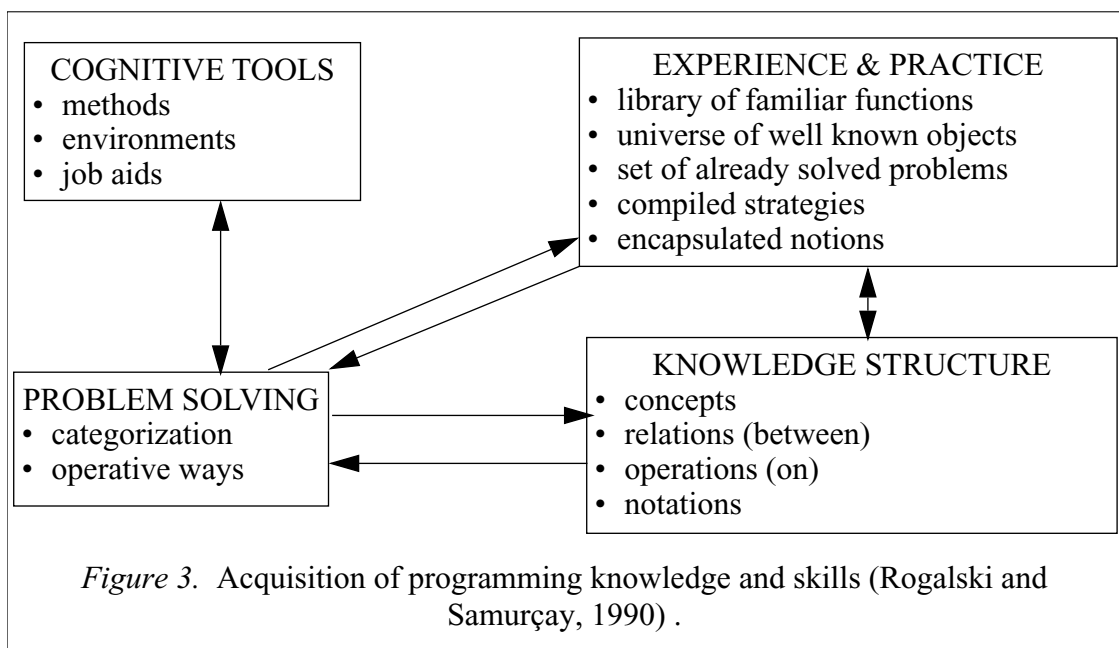 COGNITIVE TOOLS
• methods
• environments
• job aids
EXPERIENCE & PRACTICE
• library of familiar functions
• universe of well known objects
• set of already solved problems
• compiled strategies
• encapsulated notions
PROBLEM SOLVING
• categorization
• operative ways
KNOWLEDGE STRUCTURE
• concepts
• relations (between)
• operations (on)
• notations
Figure 3. Acquisition of programming knowledge and skills (Rogalski and
Samurçay, 1990) .